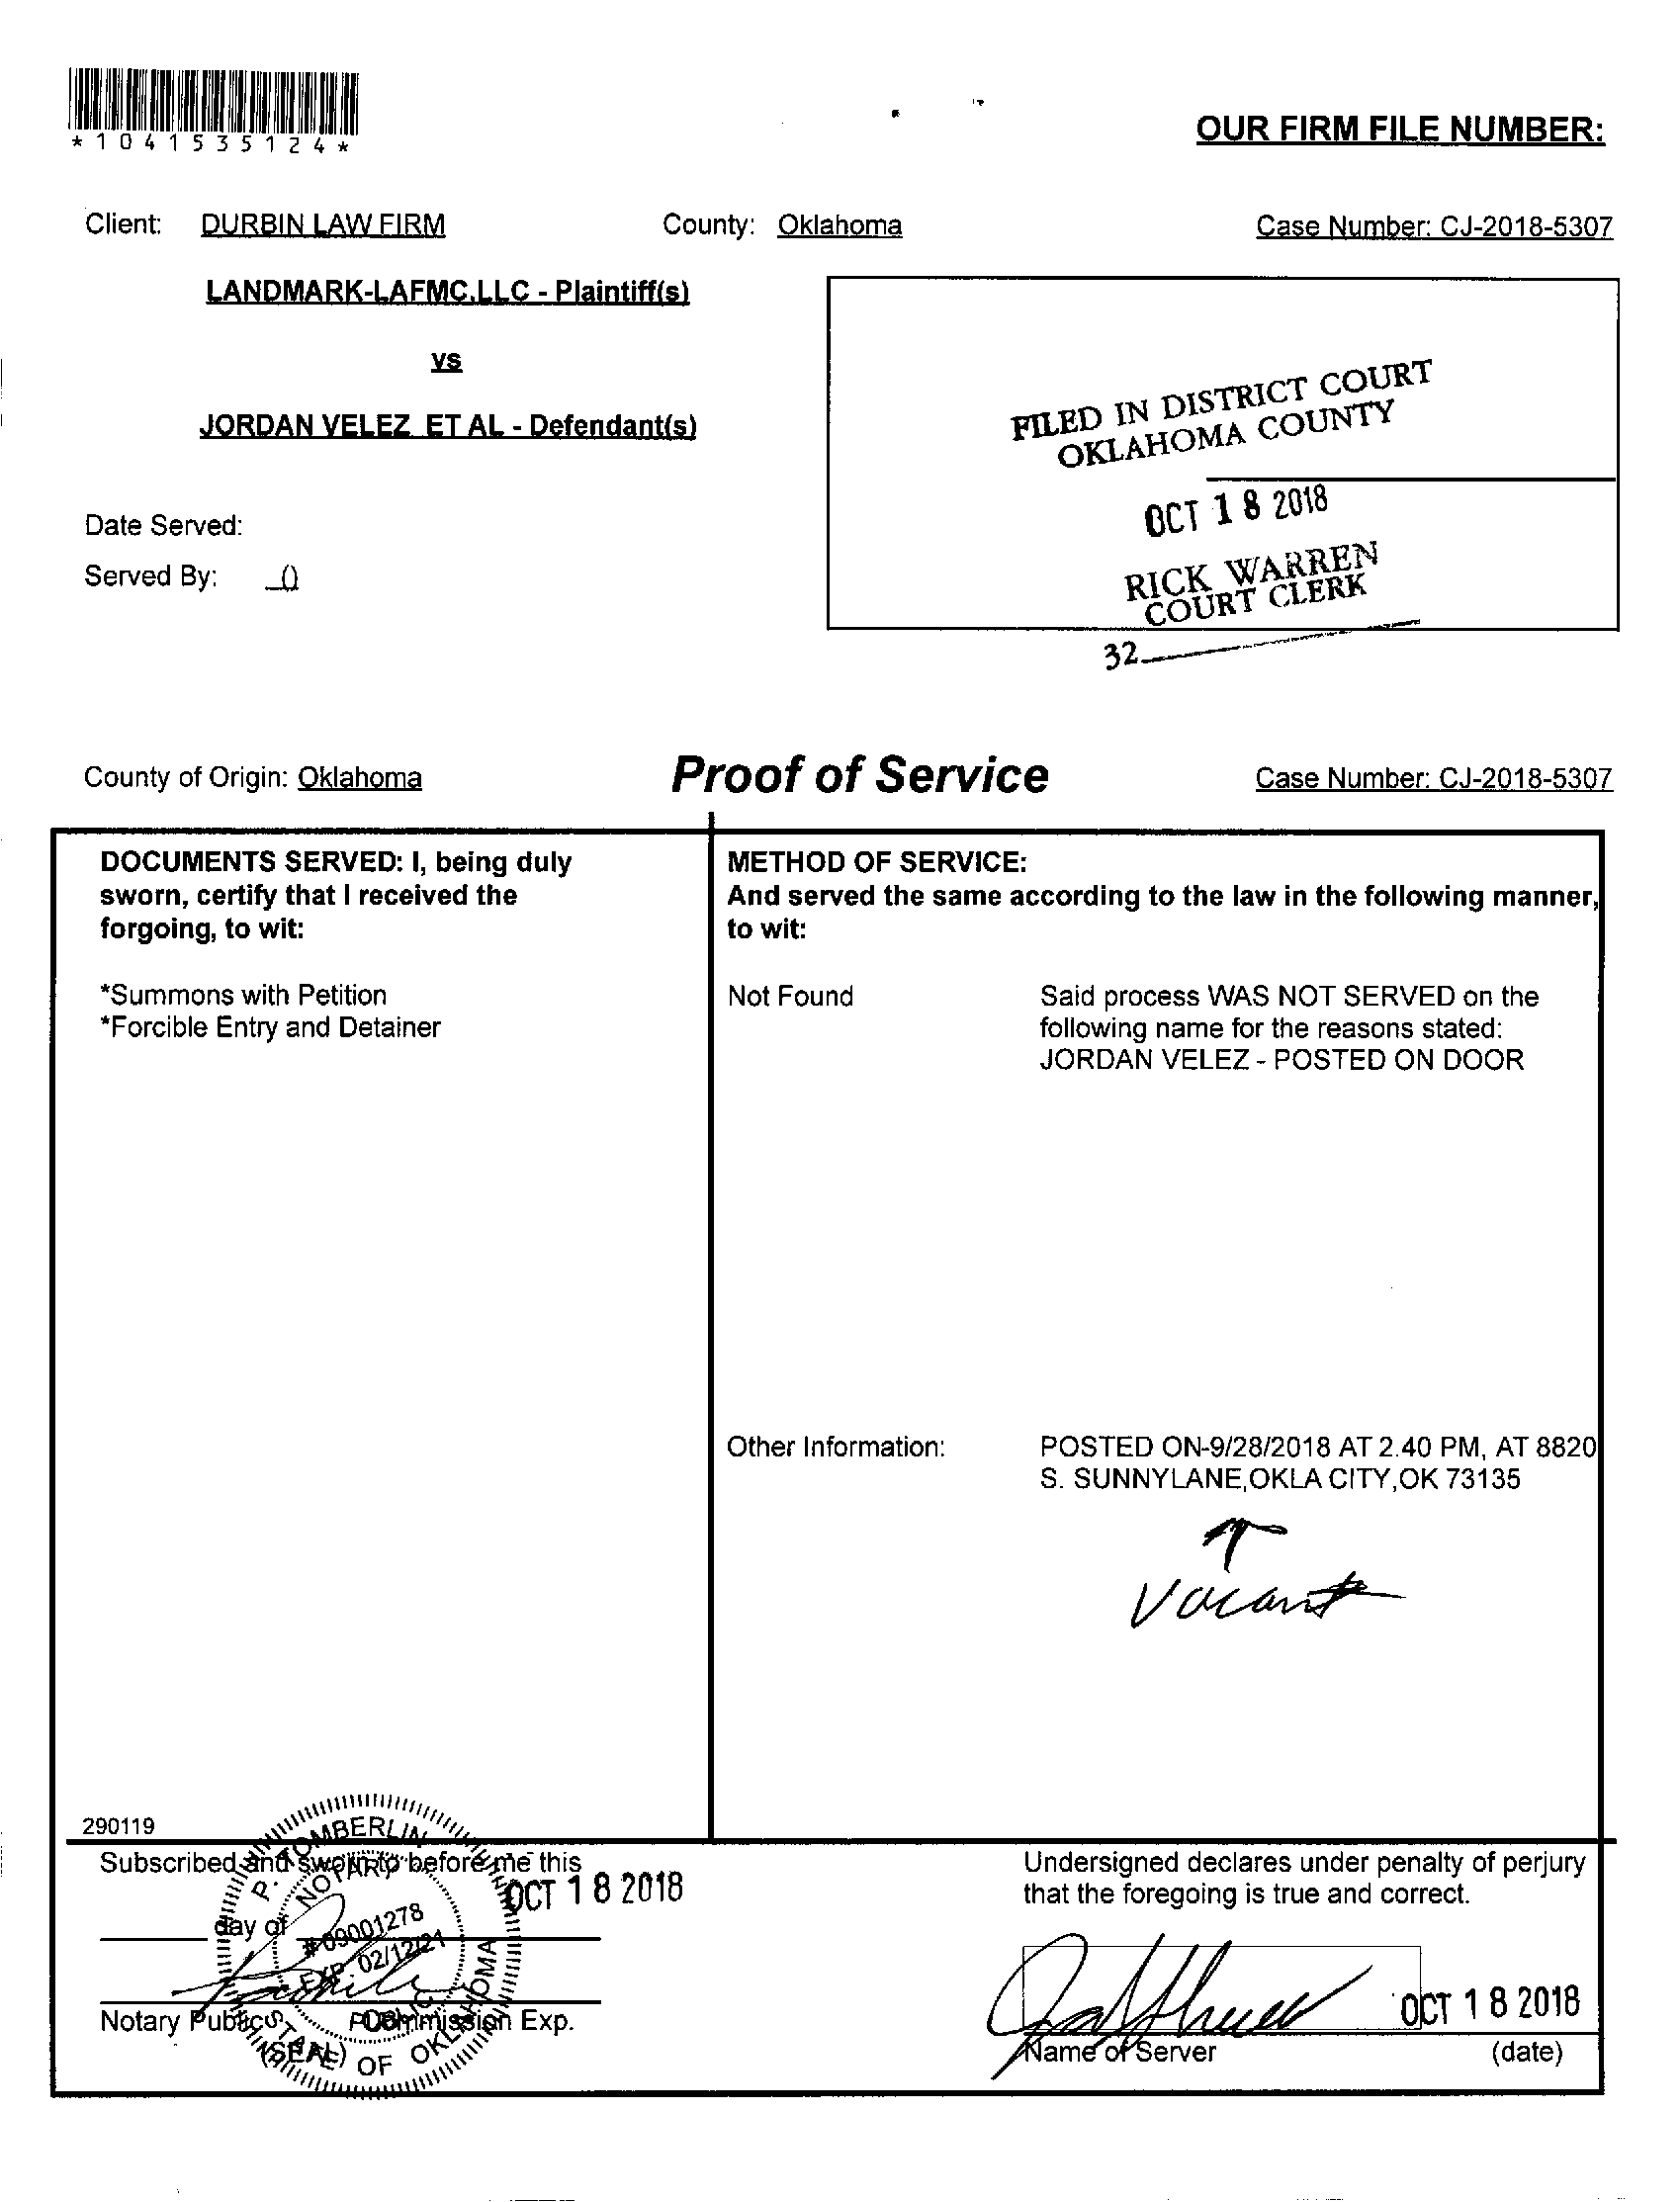 *1041535124*
OUR FIRM FILE NUMBER:
Client: DURBIN LAW FIRM County: Oklahoma Case Number: CJ-2018-5307
LANDMARK-LAFMC,LLC - Plaintiff(s)
vs
JORDAN VELEZ ET AL - Defendant(s)
FILED IN DISTRICT COURT
OKLAHOMA COUNTY
OCT 18 2018
RICK WARREN
COURT CLERK
32
Date Served:
Served By: _()
County of Origin: Oklahoma Proof of Service Case Number: CJ-2018-5307
DOCUMENTS SERVED: I, being duly
sworn, certify that I received the
forgoing, to wit:
*Summons with Petition
*Forcible Entry and Detainer
METHOD OF SERVICE:
And served the same according to the law in the following manner,
to wit:
Not Found Said process WAS NOT SERVED on the
following name for the reasons stated:
JORDAN VELEZ - POSTED ON DOOR
Other Information: POSTED ON-9/28/2018 AT 2.40 PM, AT 8820
S. SUNNYLANE,OKLA CITY,OK 73135
Vacant
290119
Subscribed and sworn to before me this
OCT 18 2018
day of
Notary Public Commission Exp.
(SEAL)
P. TOMBERLIN
NOTARY
# 09001278
EXP. 02/12/21
PUBLIC
STATE OF OKLAHOMA
Undersigned declares under penalty of perjury
that the foregoing is true and correct.
OCT 18 2018
Name of Server (date)